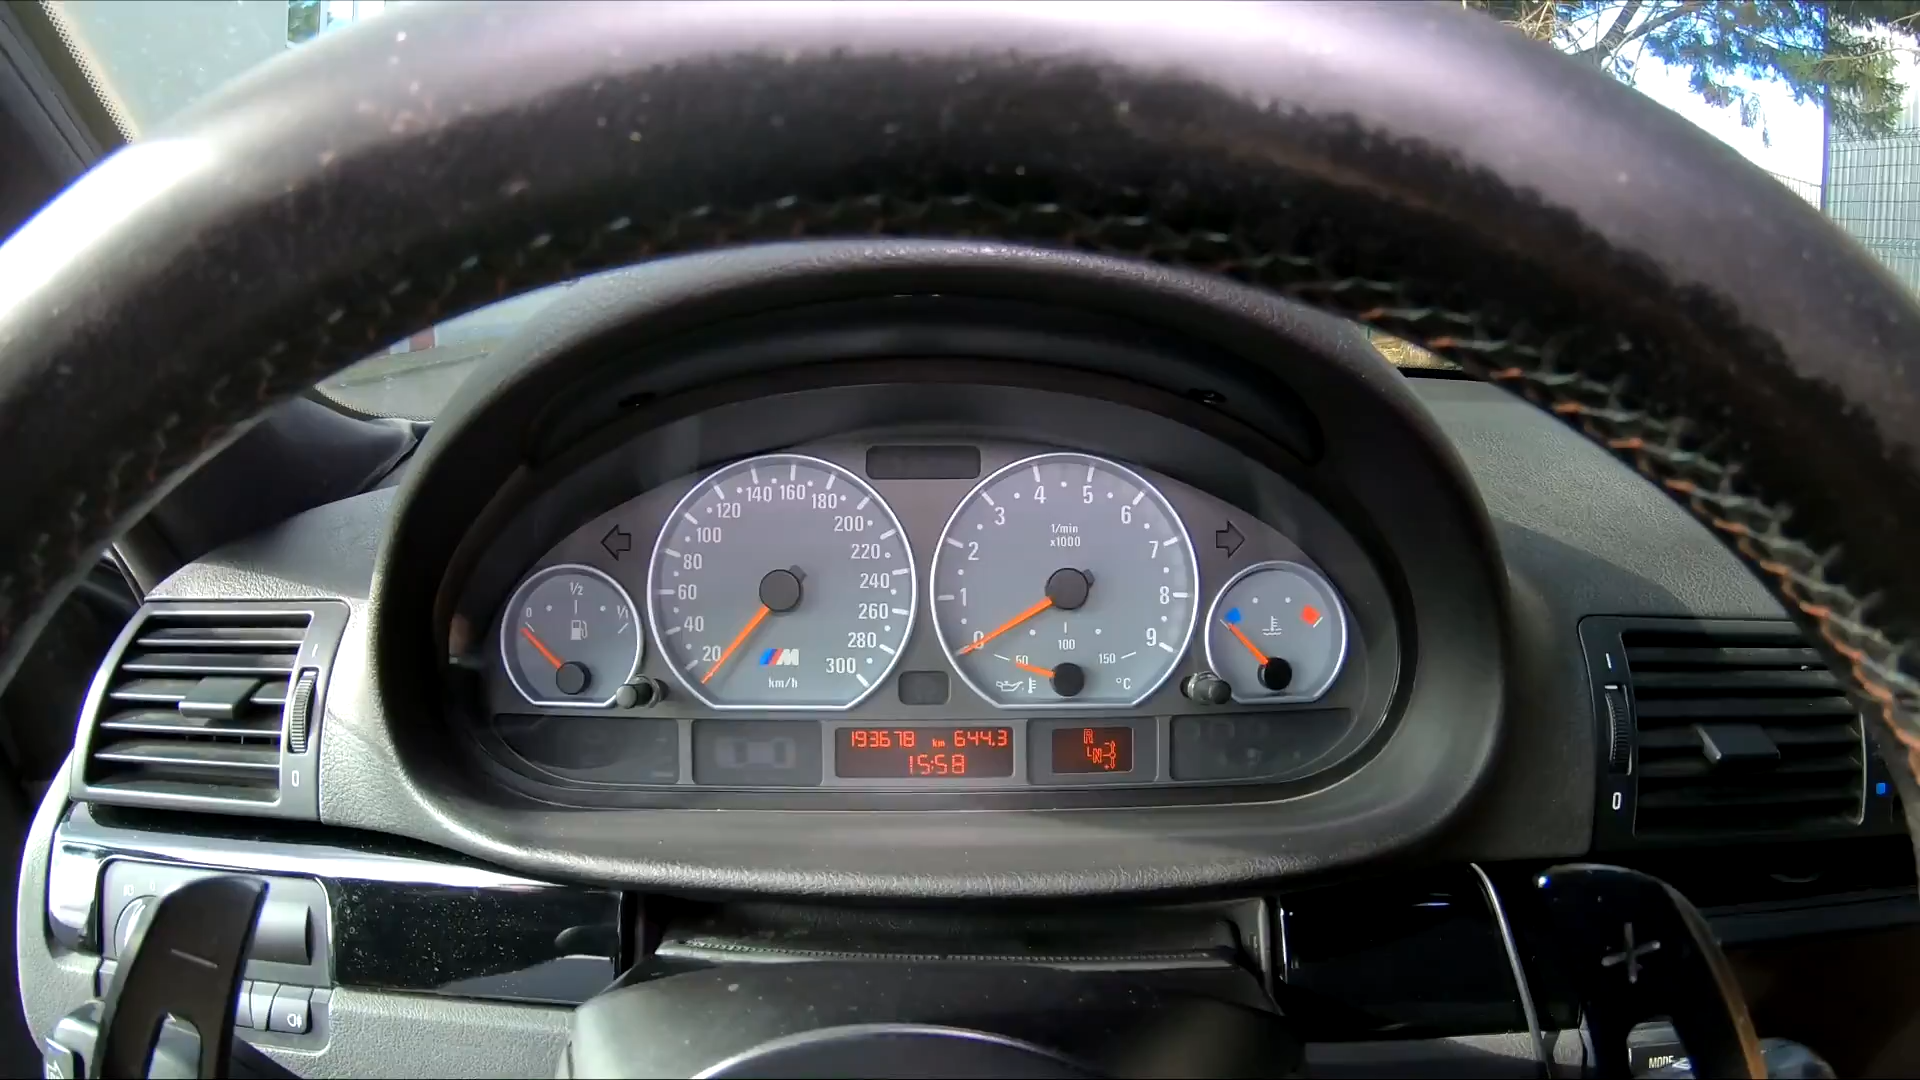 0 1/2 1/1
20 40 60 80 100 120 140 160 180 200 220 240 260 280 300
M
km/h
0 1 2 3 4 5 6 7 8 9
1/min
x1000
50 100 150
°C
193678 km 644.3
15:58
0
0
MODE